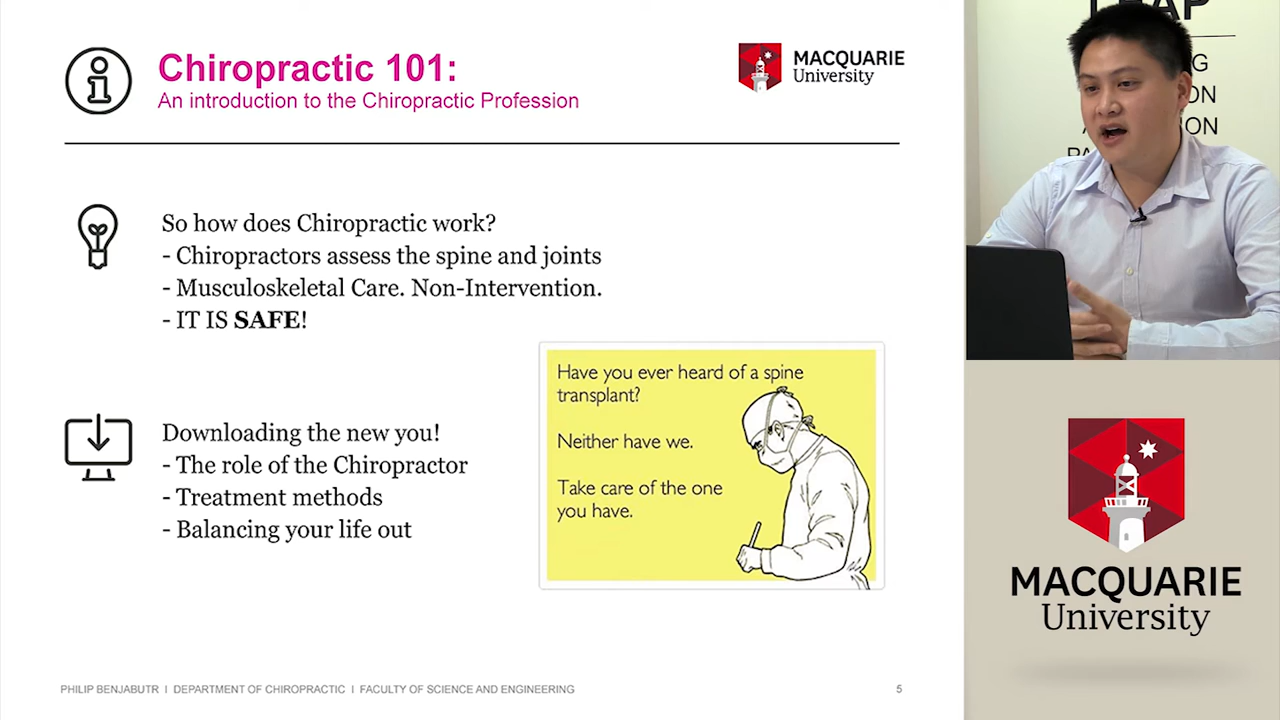 Chiropractic 101:
An introduction to the Chiropractic Profession
MACQUARIE
University
So how does Chiropractic work?
- Chiropractors assess the spine and joints
- Musculoskeletal Care. Non-Intervention.
- IT IS SAFE!
Have you ever heard of a spine
transplant?
Neither have we.
Take care of the one
you have.
Downloading the new you!
- The role of the Chiropractor
- Treatment methods
- Balancing your life out
PHILIP BENJABUTR I DEPARTMENT OF CHIROPRACTIC I FACULTY OF SCIENCE AND ENGINEERING
5
MACQUARIE
University